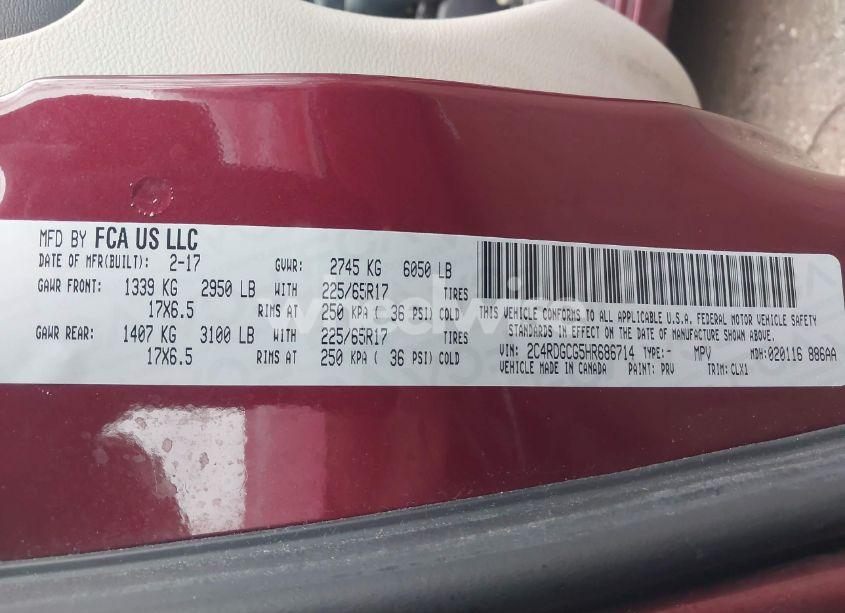 MFD BY FCA US LLC
DATE OF MFR(BUILT): 2-17 GVWR: 2745 KG 6050 LB
GAWR FRONT: 1339 KG 2950 LB WITH 225/65R17 TIRES
17X6.5 RIMS AT 250 KPA ( 36 PSI) COLD
GAWR REAR: 1407 KG 3100 LB WITH 225/65R17 TIRES
17X6.5 RIMS AT 250 KPA ( 36 PSI) COLD
THIS VEHICLE CONFORMS TO ALL APPLICABLE U.S.A. FEDERAL MOTOR VEHICLE SAFETY
STANDARDS IN EFFECT ON THE DATE OF MANUFACTURE SHOWN ABOVE.
VIN: 2C4RDGCG5HR686714 TYPE:- MPV MDH:020116 886AA
VEHICLE MADE IN CANADA PAINT: PRV TRIM: CLX1